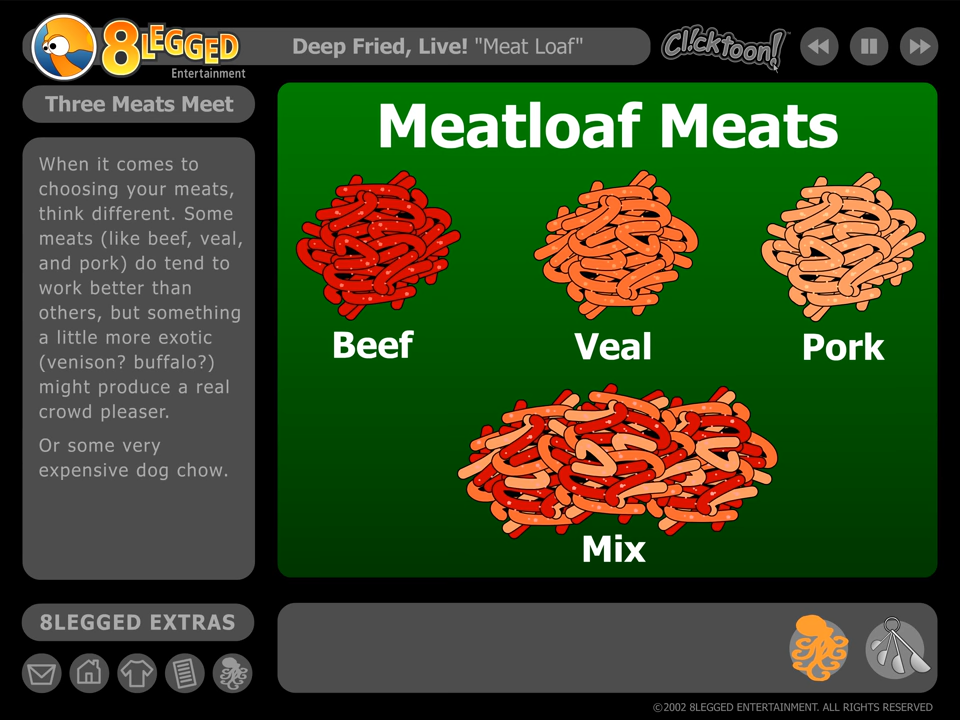 8LEGGED
Entertainment
Deep Fried, Live! "Meat Loaf"
Cl!cktoon!
Three Meats Meet
When it comes to
choosing your meats,
think different. Some
meats (like beef, veal,
and pork) do tend to
work better than
others, but something
a little more exotic
(venison? buffalo?)
might produce a real
crowd pleaser.
Or some very
expensive dog chow.
Meatloaf Meats
Beef
Veal
Pork
Mix
8LEGGED EXTRAS
©2002 8LEGGED ENTERTAINMENT. ALL RIGHTS RESERVED